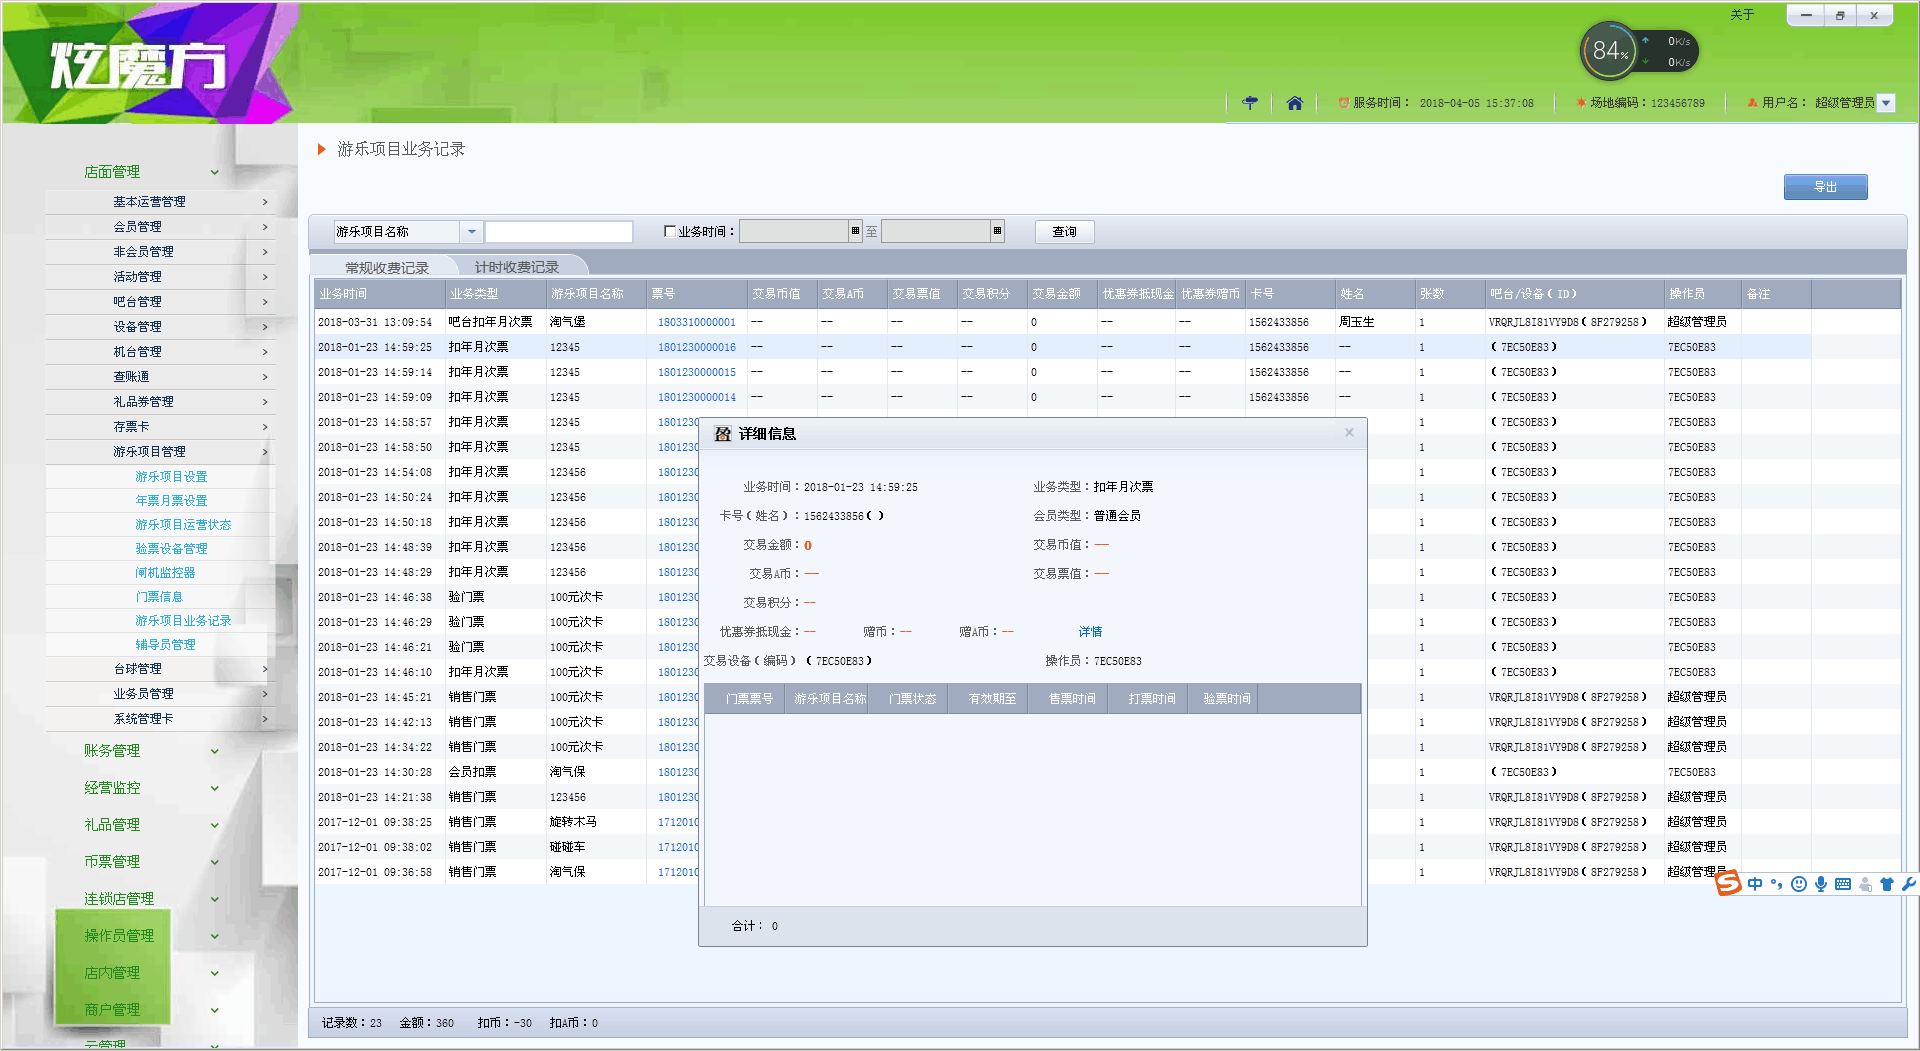 炫魔方
关于
84%
0K/s
0K/s
服务时间： 2018-04-05 15:37:08
场地编码：123456789
用户名： 超级管理员
店面管理
基本运营管理
会员管理
非会员管理
活动管理
吧台管理
设备管理
机台管理
查账通
礼品券管理
存票卡
游乐项目管理
游乐项目设置
年票月票设置
游乐项目运营状态
验票设备管理
闸机监控器
门票信息
游乐项目业务记录
辅导员管理
台球管理
业务员管理
系统管理卡
账务管理
经营监控
礼品管理
币票管理
连锁店管理
操作员管理
店内管理
商户管理
云管理
游乐项目业务记录
导出
游乐项目名称 业务时间： 至 查询
常规收费记录 计时收费记录
业务时间 业务类型 游乐项目名称 票号 交易币值 交易A币 交易票值 交易积分 交易金额 优惠券抵现金 优惠券赠币 卡号 姓名 张数 吧台/设备(ID) 操作员 备注
2018-03-31 13:09:54 吧台扣年月次票 淘气堡 1803310000001 -- -- -- -- 0 -- -- 1562433856 周玉生 1 VRQRJL8I81VY9D8(8F279258) 超级管理员
2018-01-23 14:59:25 扣年月次票 12345 1801230000016 -- -- -- -- 0 -- -- 1562433856 -- 1 (7EC50E83) 7EC50E83
2018-01-23 14:59:14 扣年月次票 12345 1801230000015 -- -- -- -- 0 -- -- 1562433856 -- 1 (7EC50E83) 7EC50E83
2018-01-23 14:59:09 扣年月次票 12345 1801230000014 -- -- -- -- 0 -- -- 1562433856 -- 1 (7EC50E83) 7EC50E83
2018-01-23 14:58:57 扣年月次票 12345 180123 1 (7EC50E83) 7EC50E83
2018-01-23 14:58:50 扣年月次票 12345 180123 1 (7EC50E83) 7EC50E83
2018-01-23 14:54:08 扣年月次票 123456 180123 1 (7EC50E83) 7EC50E83
2018-01-23 14:50:24 扣年月次票 123456 180123 1 (7EC50E83) 7EC50E83
2018-01-23 14:50:18 扣年月次票 123456 180123 1 (7EC50E83) 7EC50E83
2018-01-23 14:48:39 扣年月次票 123456 180123 1 (7EC50E83) 7EC50E83
2018-01-23 14:48:29 扣年月次票 123456 180123 1 (7EC50E83) 7EC50E83
2018-01-23 14:46:38 验门票 100元次卡 180123 1 (7EC50E83) 7EC50E83
2018-01-23 14:46:29 验门票 100元次卡 180123 1 (7EC50E83) 7EC50E83
2018-01-23 14:46:21 验门票 100元次卡 180123 1 (7EC50E83) 7EC50E83
2018-01-23 14:46:10 扣年月次票 100元次卡 180123 1 (7EC50E83) 7EC50E83
2018-01-23 14:45:21 销售门票 100元次卡 180123 1 VRQRJL8I81VY9D8(8F279258) 超级管理员
2018-01-23 14:42:13 销售门票 100元次卡 180123 1 VRQRJL8I81VY9D8(8F279258) 超级管理员
2018-01-23 14:34:22 销售门票 100元次卡 180123 1 VRQRJL8I81VY9D8(8F279258) 超级管理员
2018-01-23 14:30:28 会员扣票 淘气保 180123 1 (7EC50E83) 7EC50E83
2018-01-23 14:21:38 销售门票 123456 180123 1 VRQRJL8I81VY9D8(8F279258) 超级管理员
2017-12-01 09:38:25 销售门票 旋转木马 171201 1 VRQRJL8I81VY9D8(8F279258) 超级管理员
2017-12-01 09:38:02 销售门票 碰碰车 171201 1 VRQRJL8I81VY9D8(8F279258) 超级管理员
2017-12-01 09:36:58 销售门票 淘气保 171201 1 VRQRJL8I81VY9D8(8F279258) 超级管理员
详细信息
业务时间：2018-01-23 14:59:25 业务类型：扣年月次票
卡号(姓名)：1562433856() 会员类型：普通会员
交易金额：0 交易币值：--
交易A币：-- 交易票值：--
交易积分：--
优惠券抵现金：-- 赠币：-- 赠A币：-- 详情
交易设备(编码) (7EC50E83) 操作员：7EC50E83
门票票号 游乐项目名称 门票状态 有效期至 售票时间 打票时间 验票时间
合计： 0
中
记录数：23 金额：360 扣币：-30 扣A币：0